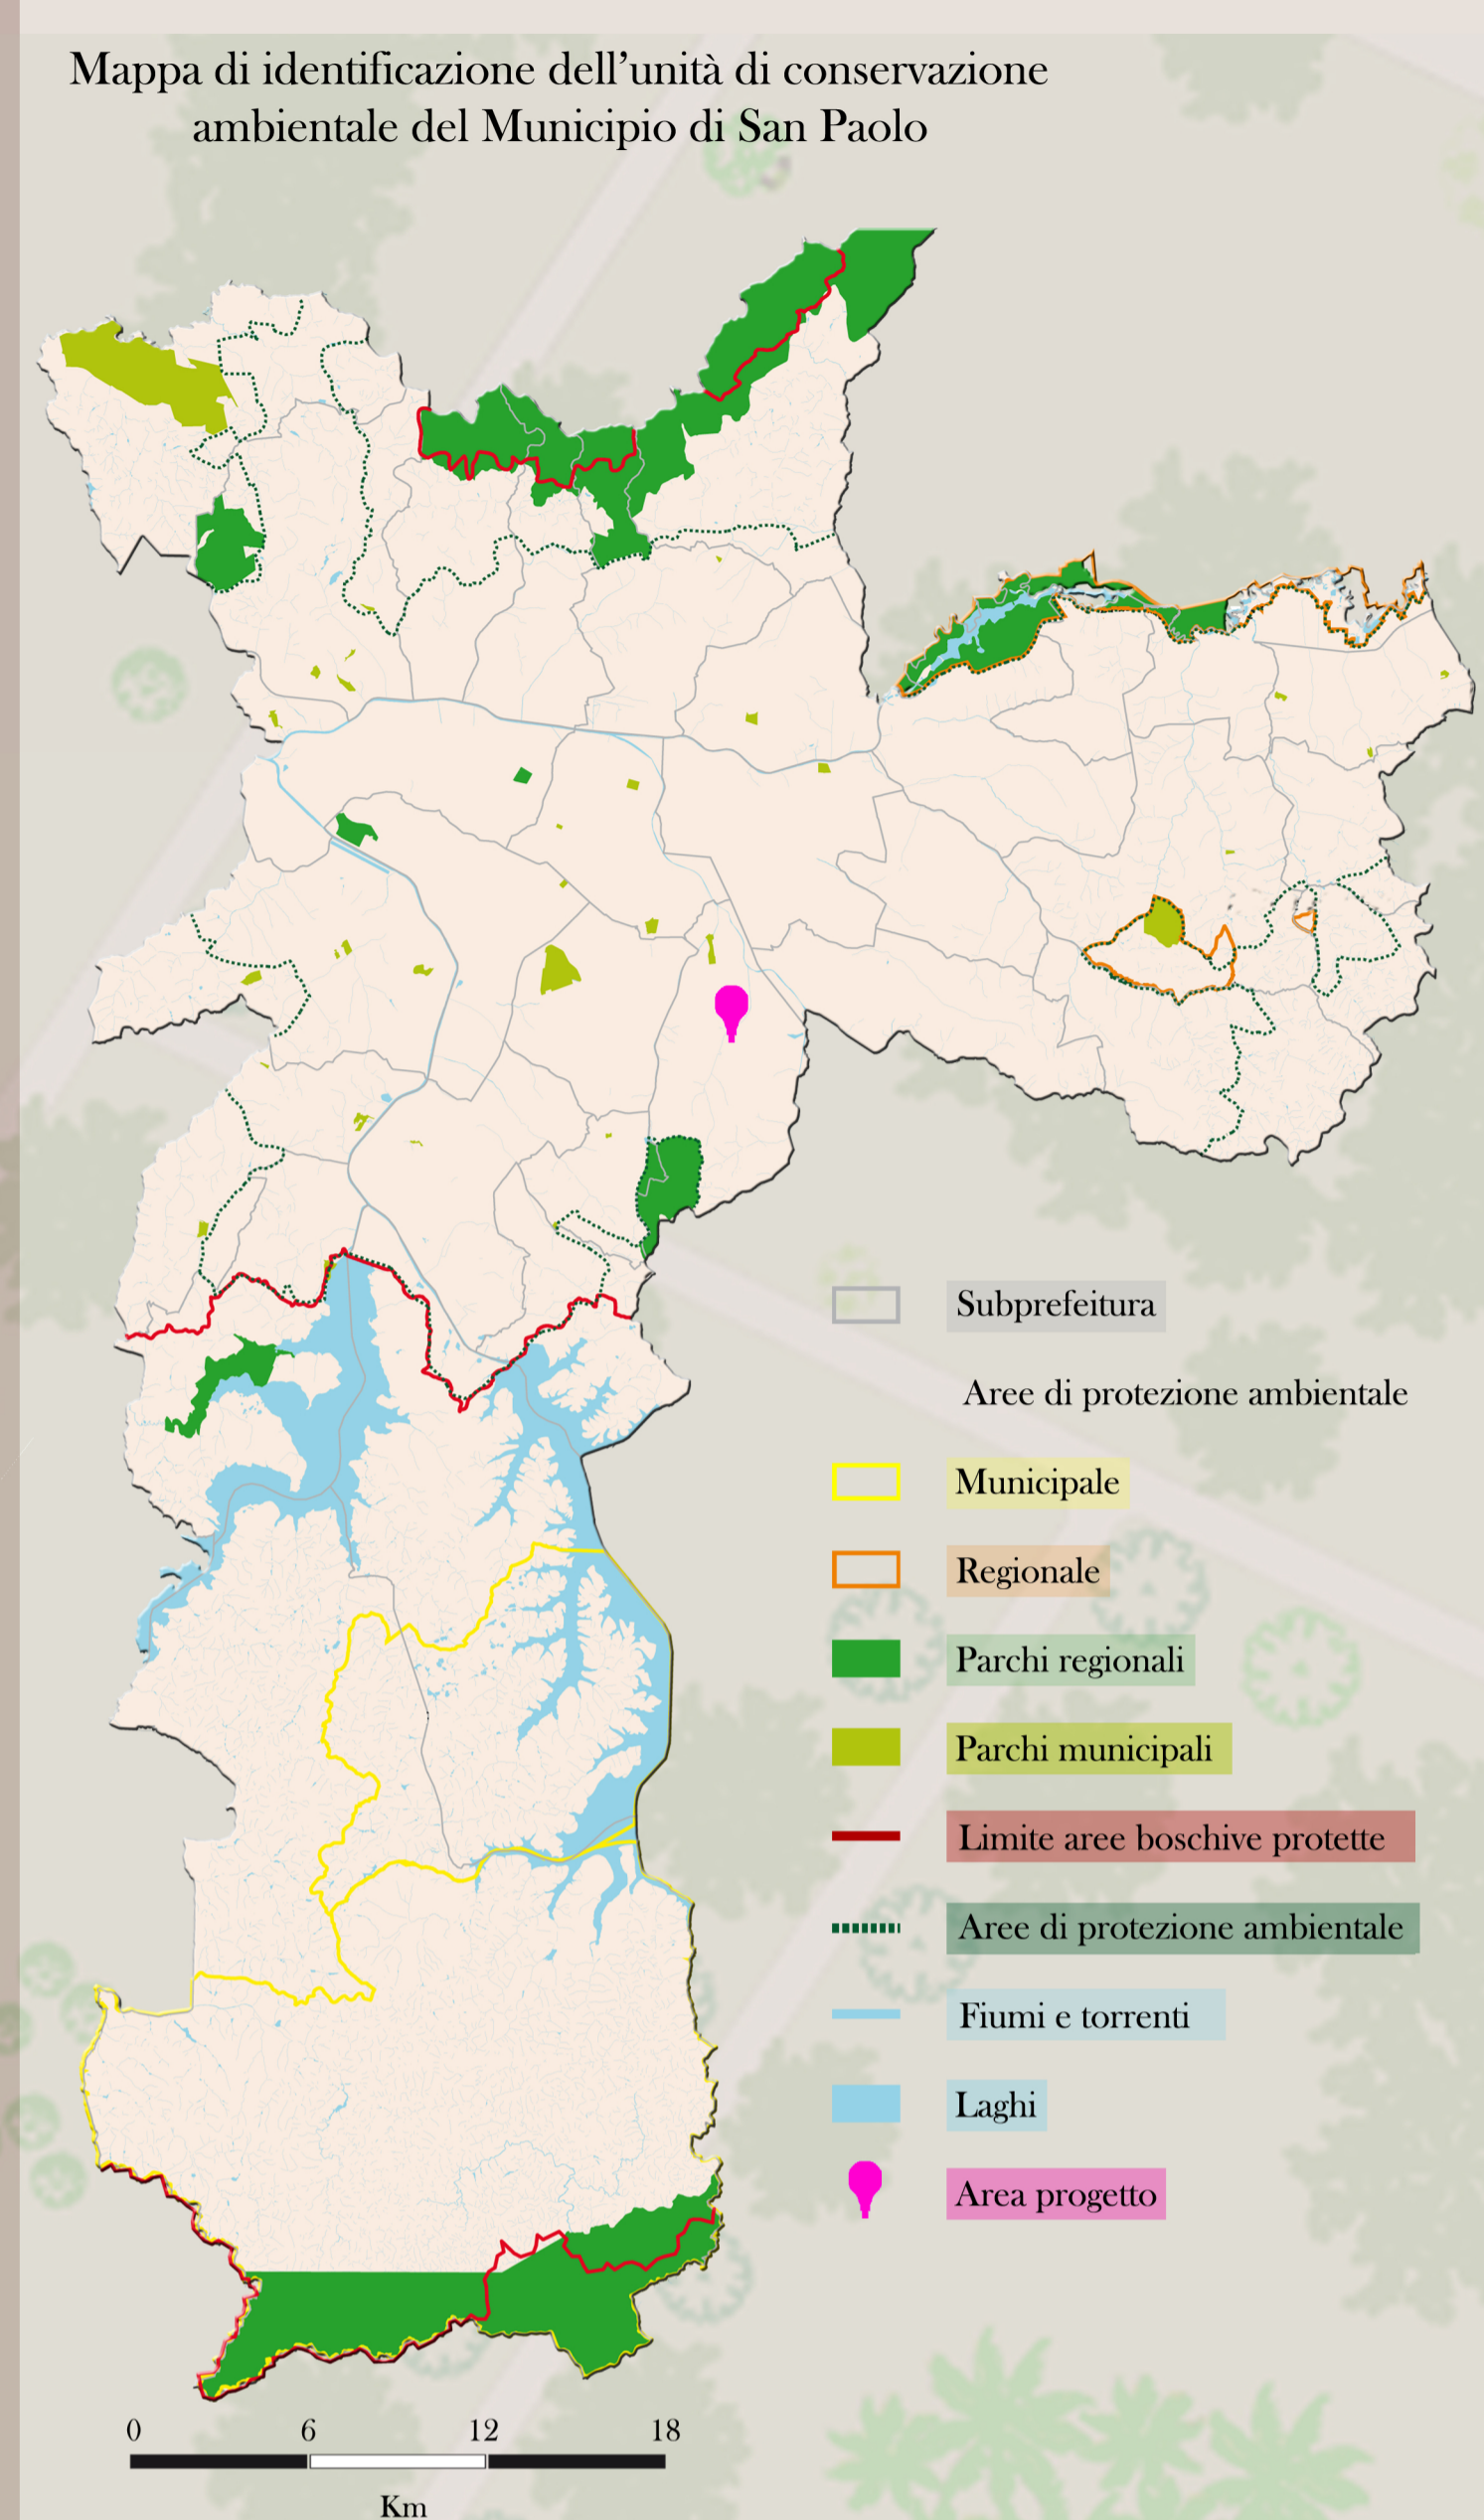 Mappa di identificazione dell’unità di conservazione
ambientale del Municipio di San Paolo
Subprefeitura
Aree di protezione ambientale
Municipale
Regionale
Parchi regionali
Parchi municipali
Limite aree boschive protette
Aree di protezione ambientale
Fiumi e torrenti
Laghi
Area progetto
0 6 12 18
Km